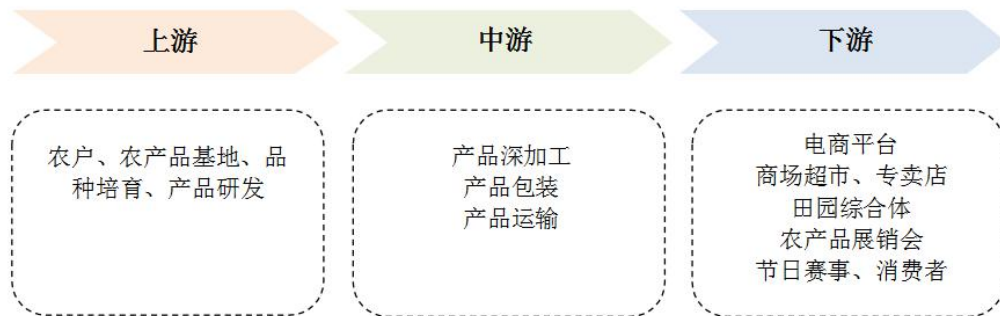 上游
中游
下游
农户、农产品基地、品
种培育、产品研发
产品深加工
产品包装
产品运输
电商平台
商场超市、专卖店
田园综合体
农产品展销会
节日赛事、消费者